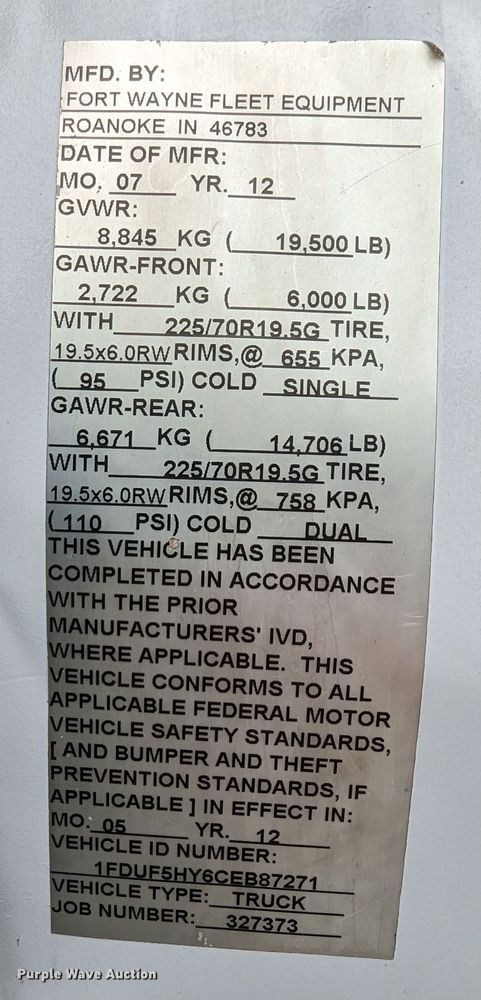 MFD. BY:
FORT WAYNE FLEET EQUIPMENT
ROANOKE IN 46783
DATE OF MFR:
MO. 07 YR. 12
GVWR:
8,845 KG ( 19,500 LB)
GAWR-FRONT:
2,722 KG ( 6,000 LB)
WITH 225/70R19.5G TIRE,
19.5x6.0RW RIMS,@ 655 KPA,
( 95 PSI) COLD SINGLE
GAWR-REAR:
6,671 KG ( 14,706 LB)
WITH 225/70R19.5G TIRE,
19.5x6.0RW RIMS,@ 758 KPA,
( 110 PSI) COLD DUAL
THIS VEHICLE HAS BEEN
COMPLETED IN ACCORDANCE
WITH THE PRIOR
MANUFACTURERS' IVD,
WHERE APPLICABLE. THIS
VEHICLE CONFORMS TO ALL
APPLICABLE FEDERAL MOTOR
VEHICLE SAFETY STANDARDS,
[ AND BUMPER AND THEFT
PREVENTION STANDARDS, IF
APPLICABLE ] IN EFFECT IN:
MO. 05 YR. 12
VEHICLE ID NUMBER:
1FDUF5HY6CEB87271
VEHICLE TYPE: TRUCK
JOB NUMBER: 327373
Purple Wave Auction